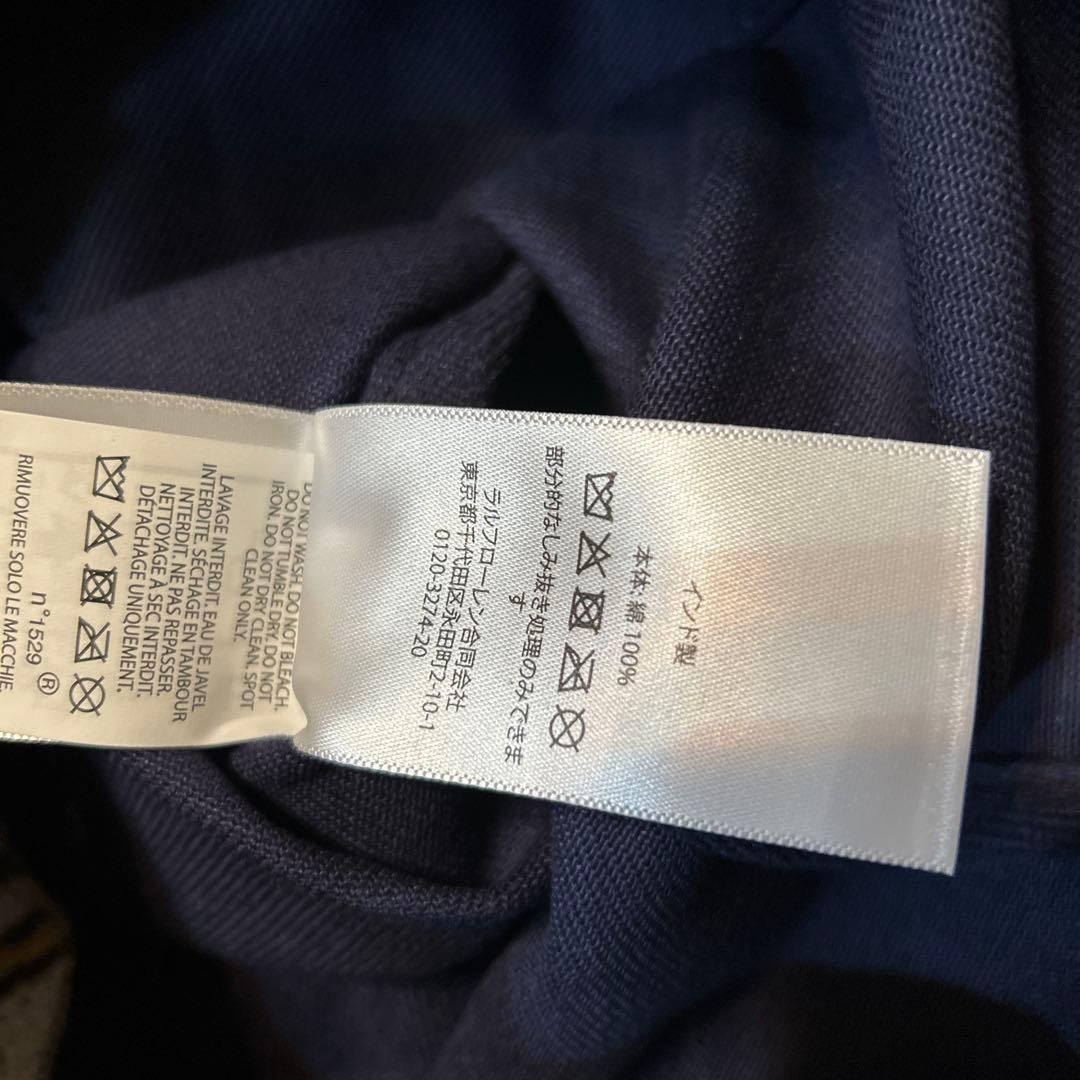 インド製
本体: 綿 100%
部分的なしみ抜き処理のみできま
す
ラルフローレン合同会社
東京都千代田区永田町2-10-1
0120-3274-20
DO NOT WASH. DO NOT BLEACH.
DO NOT TUMBLE DRY. DO NOT
IRON. DO NOT DRY CLEAN. SPOT
CLEAN ONLY.
LAVAGE INTERDIT. EAU DE JAVEL
INTERDITE. SÉCHAGE EN TAMBOUR
INTERDIT. NE PAS REPASSER.
NETTOYAGE À SEC INTERDIT.
DÉTACHAGE UNIQUEMENT.
n°1529 ®
RIMUOVERE SOLO LE MACCHIE.